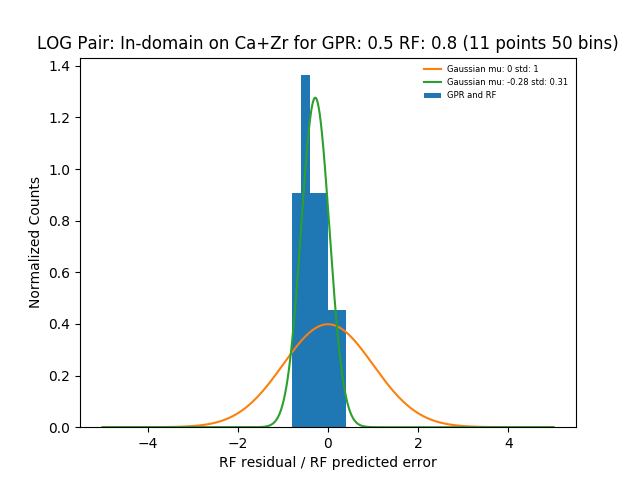 LOG Pair: In-domain on Ca+Zr for GPR: 0.5 RF: 0.8 (11 points 50 bins)
Gaussian mu: 0 std: 1
Gaussian mu: -0.28 std: 0.31
GPR and RF
1.4
1.2
1.0
0.8
0.6
0.4
0.2
0.0
Normalized Counts
−4 −2 0 2 4
RF residual / RF predicted error